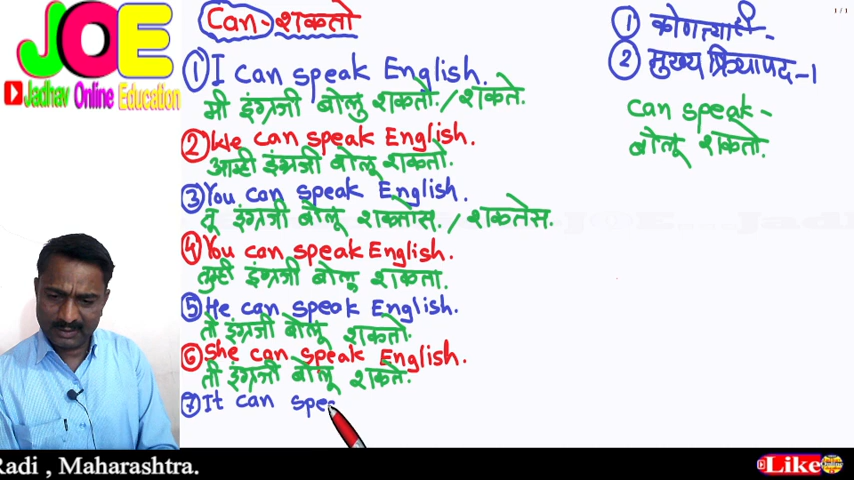 JOE
Jadhav Online Education
Can - शकतो
① I can speak English.
मी इंग्रजी बोलु शकतो. / शकते.
② We can speak English.
आम्ही इंग्रजी बोलू शकतो.
③ You can speak English.
तू इंग्रजी बोलू शकतोस. / शकतेस.
④ You can speak English.
तुम्ही इंग्रजी बोलू शकता.
⑤ He can speak English.
तो इंग्रजी बोलू शकतो.
⑥ She can speak English.
ती इंग्रजी बोलू शकते.
⑦ It can spea
1 / 1
①
② मुख्य क्रियापद - 1
can speak -
बोलू शकतो.
Radi , Maharashtra.
Like